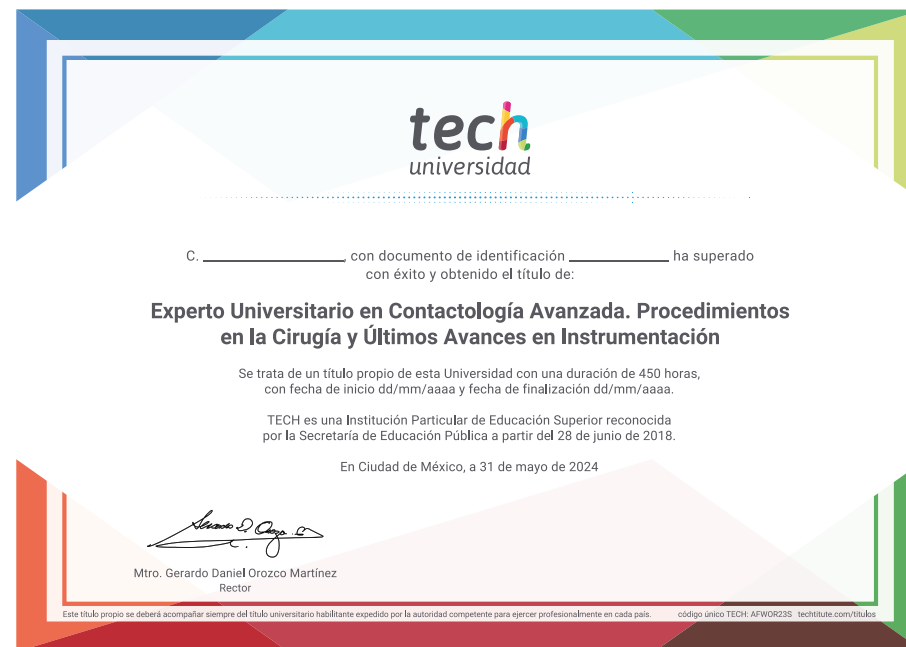 tech
universidad
C. ____________, con documento de identificación ____________ ha superado
con éxito y obtenido el título de:
Experto Universitario en Contactología Avanzada. Procedimientos
en la Cirugía y Últimos Avances en Instrumentación
Se trata de un título propio de esta Universidad con una duración de 450 horas,
con fecha de inicio dd/mm/aaaa y fecha de finalización dd/mm/aaaa.
TECH es una Institución Particular de Educación Superior reconocida
por la Secretaría de Educación Pública a partir del 28 de junio de 2018.
En Ciudad de México, a 31 de mayo de 2024
Mtro. Gerardo Daniel Orozco Martínez
Rector
Este título propio se deberá acompañar siempre del título universitario habilitante expedido por la autoridad competente para ejercer profesionalmente en cada país. código único TECH: AFWOR23S techtitute.com/titulos